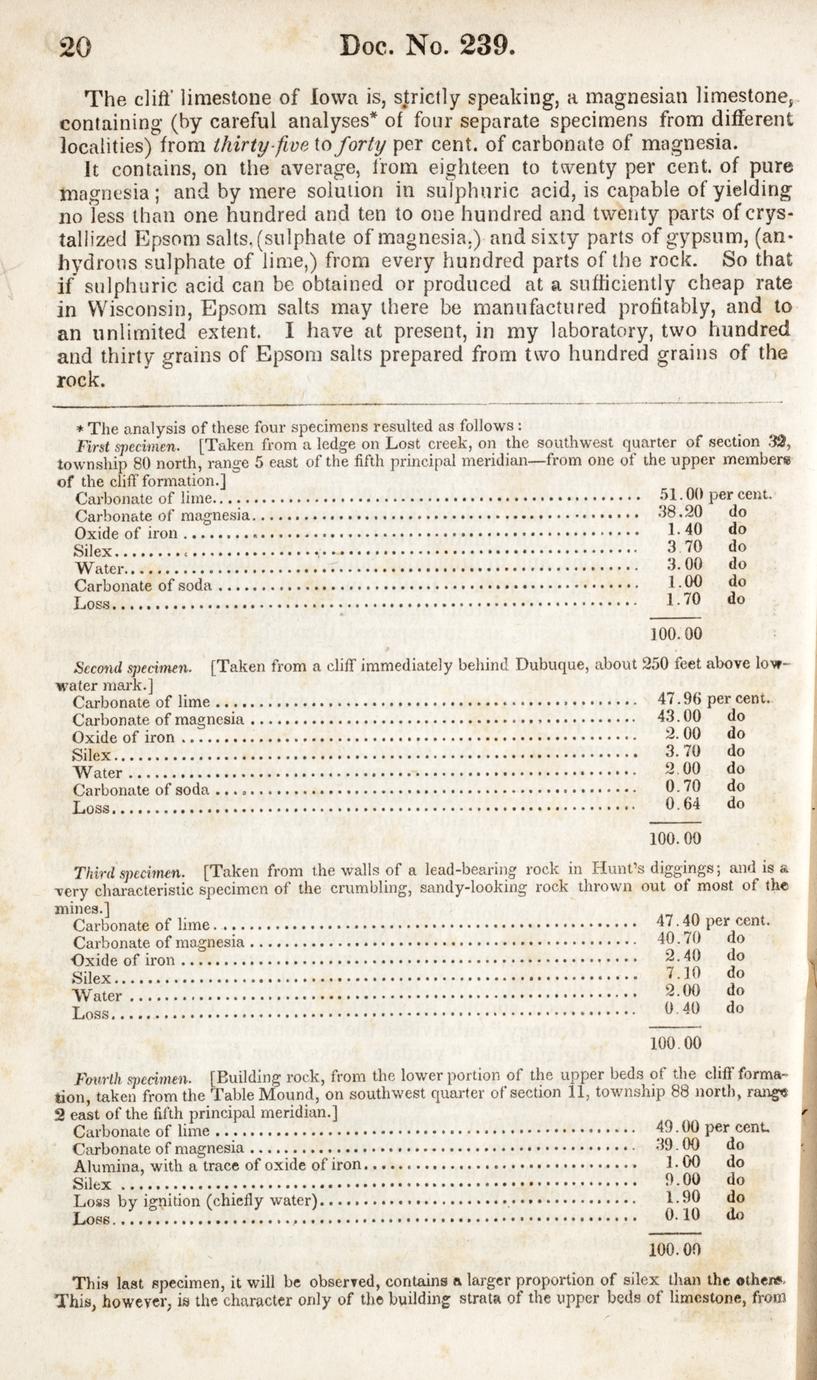 20 Doc. No. 239.
The cliff limestone of Iowa is, strictly speaking, a magnesian limestone,
containing (by careful analyses* of four separate specimens from different
localities) from thirty-five to forty per cent. of carbonate of magnesia.
It contains, on the average, from eighteen to twenty per cent. of pure
magnesia; and by mere solution in sulphuric acid, is capable of yielding
no less than one hundred and ten to one hundred and twenty parts of crys-
tallized Epsom salts, (sulphate of magnesia,) and sixty parts of gypsum, (an-
hydrous sulphate of lime,) from every hundred parts of the rock. So that
if sulphuric acid can be obtained or produced at a sufficiently cheap rate
in Wisconsin, Epsom salts may there be manufactured profitably, and to
an unlimited extent. I have at present, in my laboratory, two hundred
and thirty grains of Epsom salts prepared from two hundred grains of the
rock.
* The analysis of these four specimens resulted as follows:
First specimen. [Taken from a ledge on Lost creek, on the southwest quarter of section 32,
township 80 north, range 5 east of the fifth principal meridian—from one of the upper members
of the cliff formation.]
Carbonate of lime 51.00 per cent.
Carbonate of magnesia 38.20 do
Oxide of iron 1.40 do
Silex 3.70 do
Water 3.00 do
Carbonate of soda 1.00 do
Loss 1.70 do
100.00
Second specimen. [Taken from a cliff immediately behind Dubuque, about 250 feet above low-
water mark.]
Carbonate of lime 47.96 per cent.
Carbonate of magnesia 43.00 do
Oxide of iron 2.00 do
Silex 3.70 do
Water 2.00 do
Carbonate of soda 0.70 do
Loss 0.64 do
100.00
Third specimen. [Taken from the walls of a lead-bearing rock in Hunt's diggings; and is a
very characteristic specimen of the crumbling, sandy-looking rock thrown out of most of the
mines.]
Carbonate of lime 47.40 per cent.
Carbonate of magnesia 40.70 do
Oxide of iron 2.40 do
Silex 7.10 do
Water 2.00 do
Loss 0.40 do
100.00
Fourth specimen. [Building rock, from the lower portion of the upper beds of the cliff forma-
tion, taken from the Table Mound, on southwest quarter of section 11, township 88 north, range
2 east of the fifth principal meridian.]
Carbonate of lime 49.00 per cent.
Carbonate of magnesia 39.00 do
Alumina, with a trace of oxide of iron 1.00 do
Silex 9.00 do
Loss by ignition (chiefly water) 1.90 do
Loss 0.10 do
100.00
This last specimen, it will be observed, contains a larger proportion of silex than the others.
This, however, is the character only of the building strata of the upper beds of limestone, from